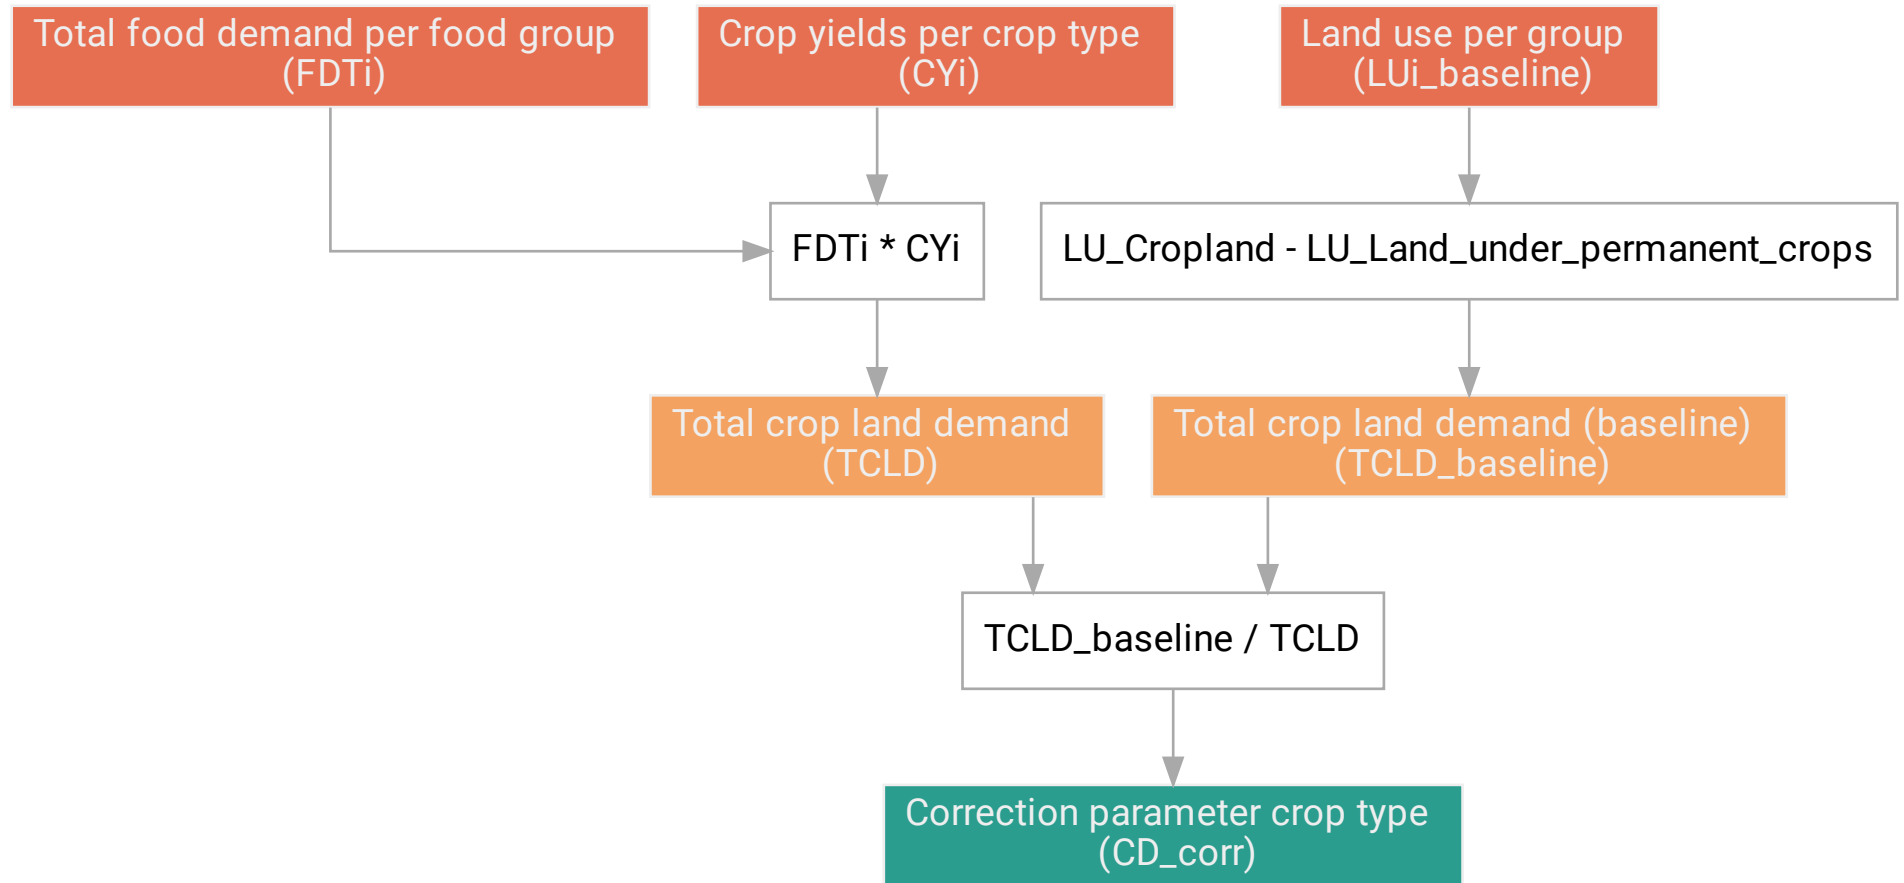 Total food demand per food group
(FDTi)
Crop yields per crop type
(CYi)
Land use per group
(LUi_baseline)
FDTi * CYi
LU_Cropland - LU_Land_under_permanent_crops
Total crop land demand
(TCLD)
Total crop land demand (baseline)
(TCLD_baseline)
TCLD_baseline / TCLD
Correction parameter crop type
(CD_corr)